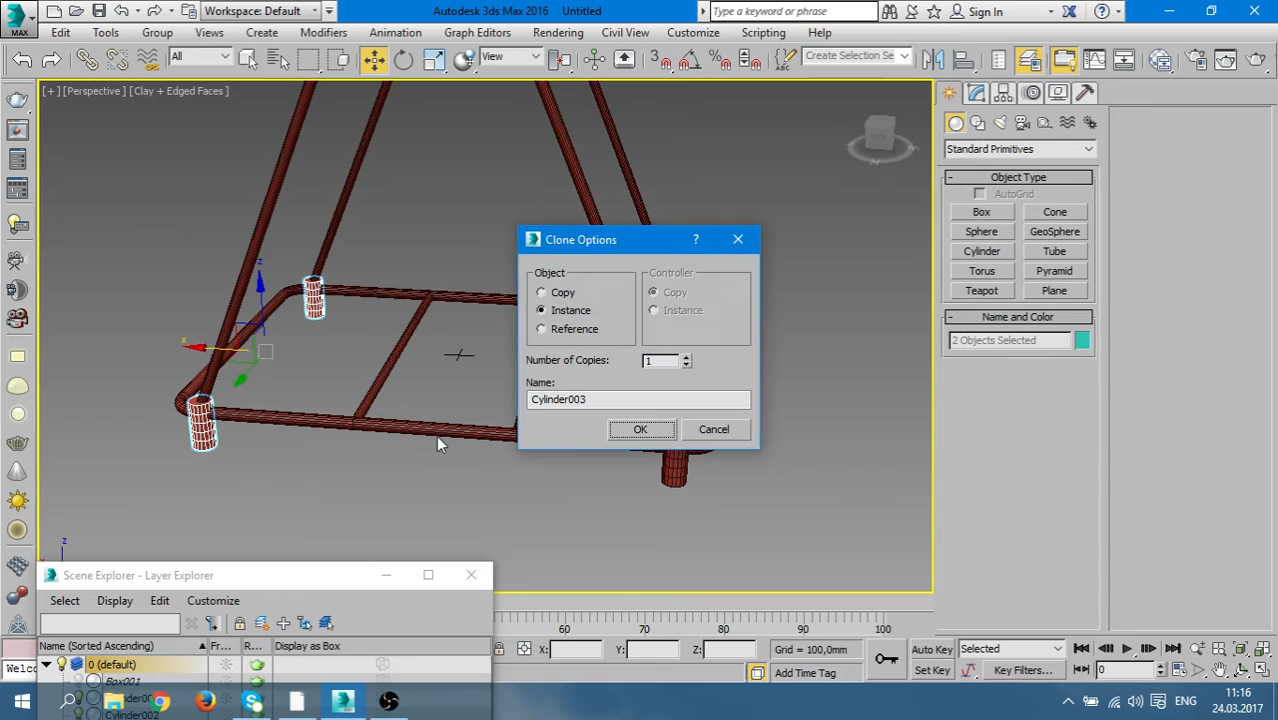 Workspace: Default
Autodesk 3ds Max 2016 Untitled
Type a keyword or phrase
Sign In
MAX
Edit Tools Group Views Create Modifiers Animation Graph Editors Rendering Civil View Customize Scripting Help
All
View
3
Create Selection Se
[+] [Perspective ] [Clay + Edged Faces ]
Standard Primitives
Object Type
AutoGrid
Box Cone
Sphere GeoSphere
Cylinder Tube
Torus Pyramid
Teapot Plane
Name and Color
2 Objects Selected
Clone Options
Object Controller
Copy Copy
Instance Instance
Reference
Number of Copies: 1
Name:
Cylinder003
OK Cancel
z
x
z
Scene Explorer - Layer Explorer
Select Display Edit Customize
Name (Sorted Ascending) Fr... R... Display as Box
0 (default)
Box001
Cylinder002
60 70 80 90 100
X: Y: Z: Grid = 100,0mm
Add Time Tag
Auto Key Selected
Set Key Key Filters... 0
Welco
ENG
11:16
24.03.2017